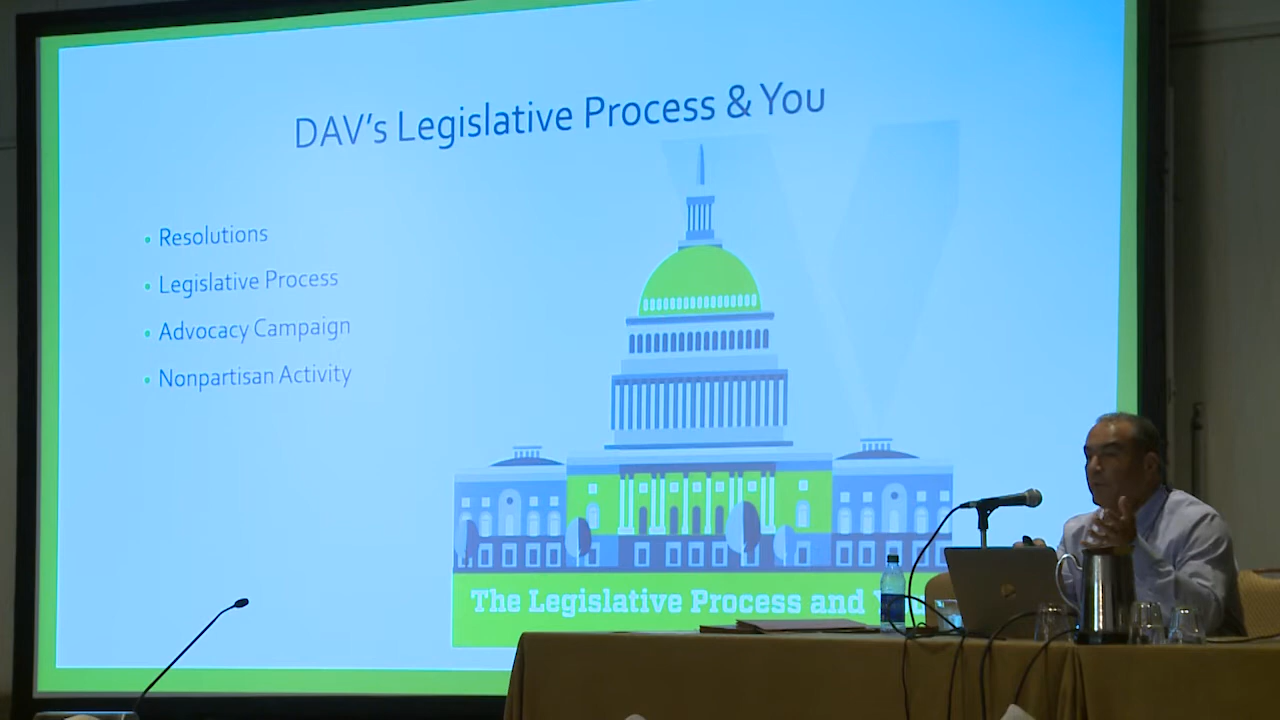 DAV's Legislative Process & You
• Resolutions
• Legislative Process
• Advocacy Campaign
• Nonpartisan Activity
The Legislative Process and